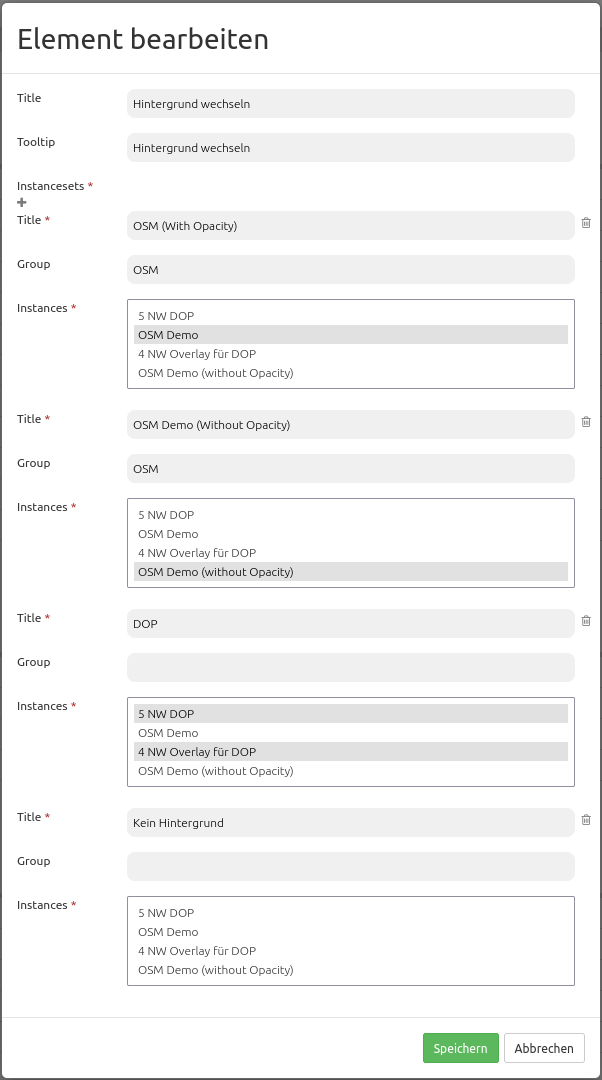 Element bearbeiten
Title
Hintergrund wechseln
Tooltip
Hintergrund wechseln
Instancesets *
Title *
OSM (With Opacity)
Group
OSM
Instances *
5 NW DOP
OSM Demo
4 NW Overlay für DOP
OSM Demo (without Opacity)
Title *
OSM Demo (Without Opacity)
Group
OSM
Instances *
5 NW DOP
OSM Demo
4 NW Overlay für DOP
OSM Demo (without Opacity)
Title *
DOP
Group
Instances *
5 NW DOP
OSM Demo
4 NW Overlay für DOP
OSM Demo (without Opacity)
Title *
Kein Hintergrund
Group
Instances *
5 NW DOP
OSM Demo
4 NW Overlay für DOP
OSM Demo (without Opacity)
Speichern
Abbrechen